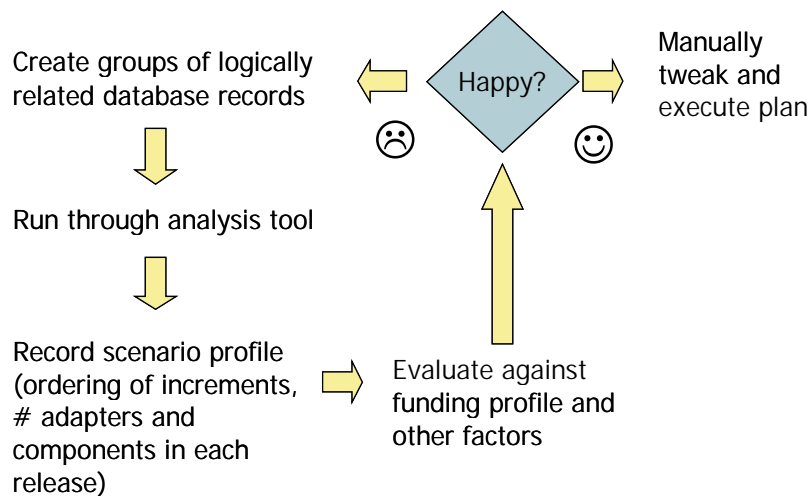 Create groups of logically
related database records
Run through analysis tool
Record scenario profile
(ordering of increments,
# adapters and
components in each
release)
Evaluate against
funding profile and
other factors
Happy?
Manually
tweak and
execute plan